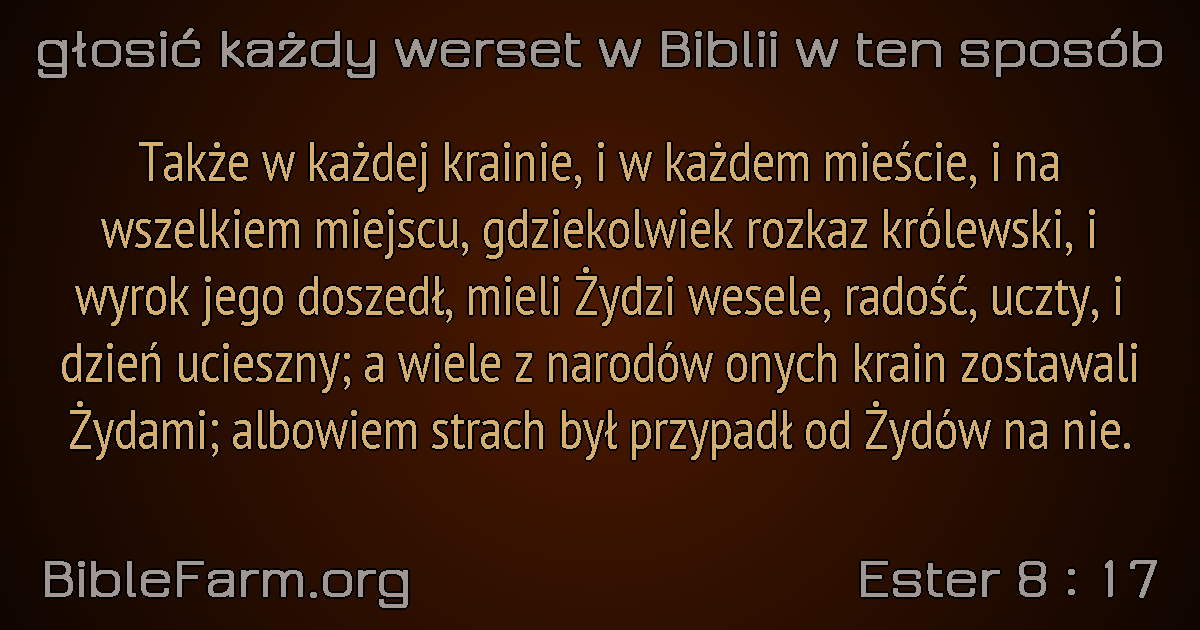 głosić każdy werset w Biblii w ten sposób
Także w każdej krainie, i w każdem mieście, i na
wszelkiem miejscu, gdziekolwiek rozkaz królewski, i
wyrok jego doszedł, mieli Żydzi wesele, radość, uczty, i
dzień ucieszny; a wiele z narodów onych krain zostawali
Żydami; albowiem strach był przypadł od Żydów na nie.
BibleFarm.org
Ester 8 : 17